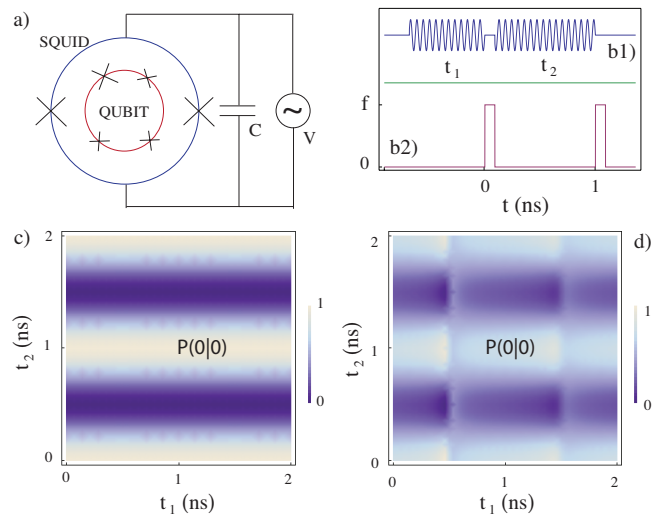 a)
SQUID
QUBIT
C
V
~
b1)
t₁
t₂
f
b2)
0
0
1
t (ns)
c)
2
1
0
t₂ (ns)
P(0|0)
1
0
0
1
2
t₁ (ns)
d)
2
1
0
t₂ (ns)
P(0|0)
1
0
0
1
2
t₁ (ns)